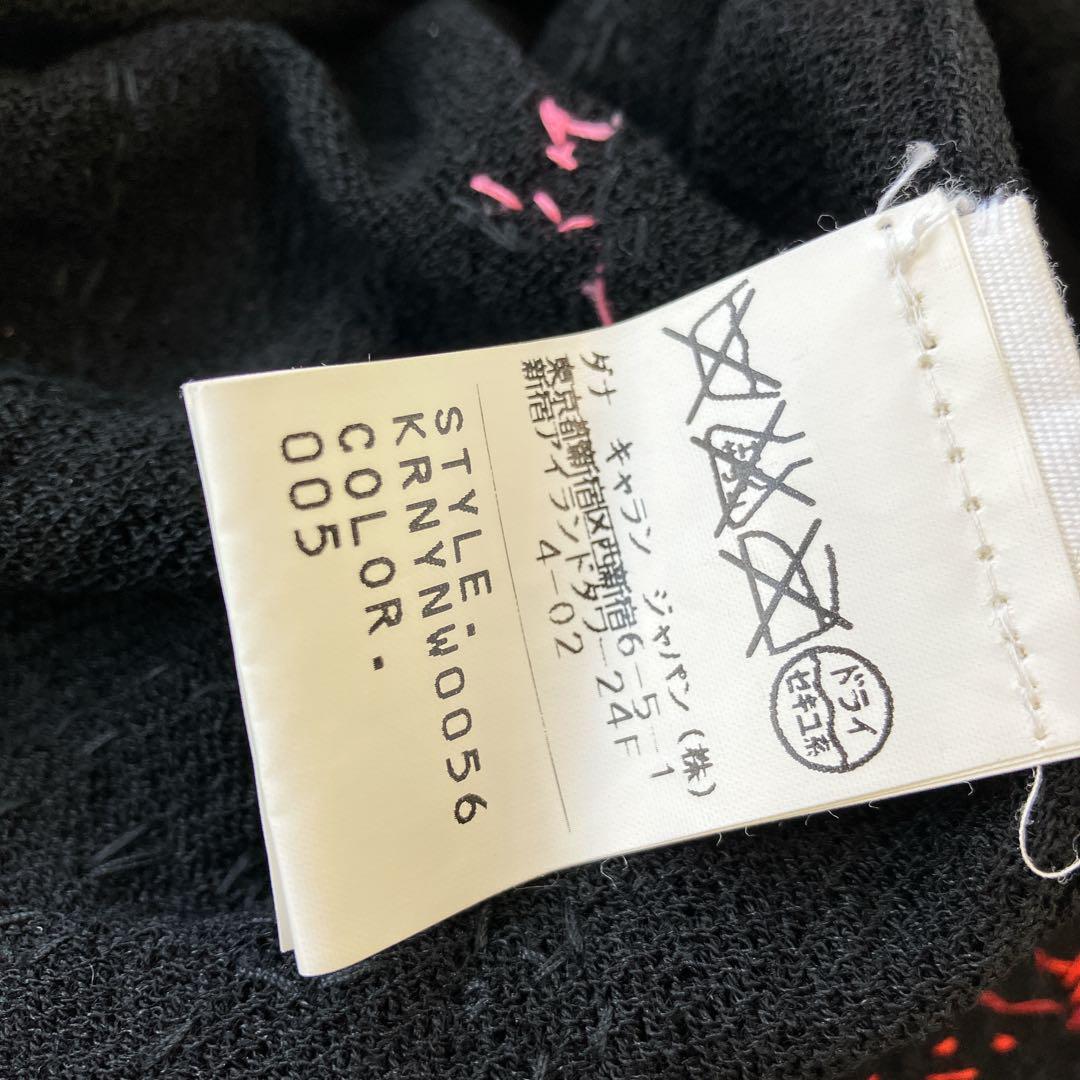 ドライ
セキユ系
ダナ キャラン ジャパン(株)
東京都新宿区西新宿6-5-1
新宿アイランドタワー24F
4-02
STYLE.
KRNYNW0056
COLOR.
005